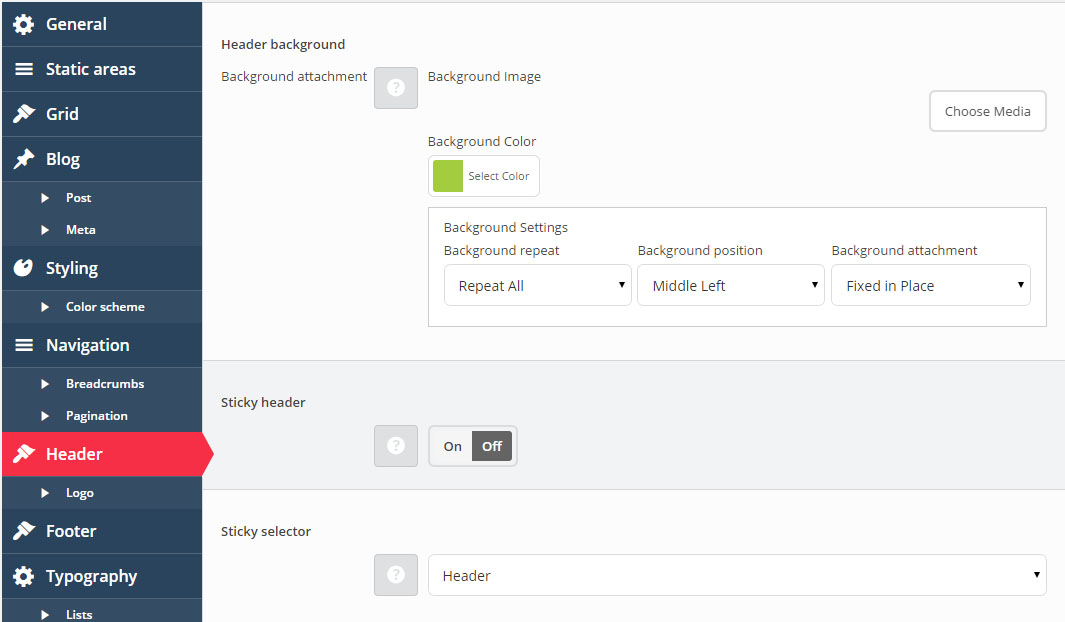 General
Static areas
Grid
Blog
Post
Meta
Styling
Color scheme
Navigation
Breadcrumbs
Pagination
Header
Logo
Footer
Typography
Lists
Header background
Background attachment
?
Background Image
Choose Media
Background Color
Select Color
Background Settings
Background repeat
Background position
Background attachment
Repeat All
Middle Left
Fixed in Place
Sticky header
?
On
Off
Sticky selector
?
Header